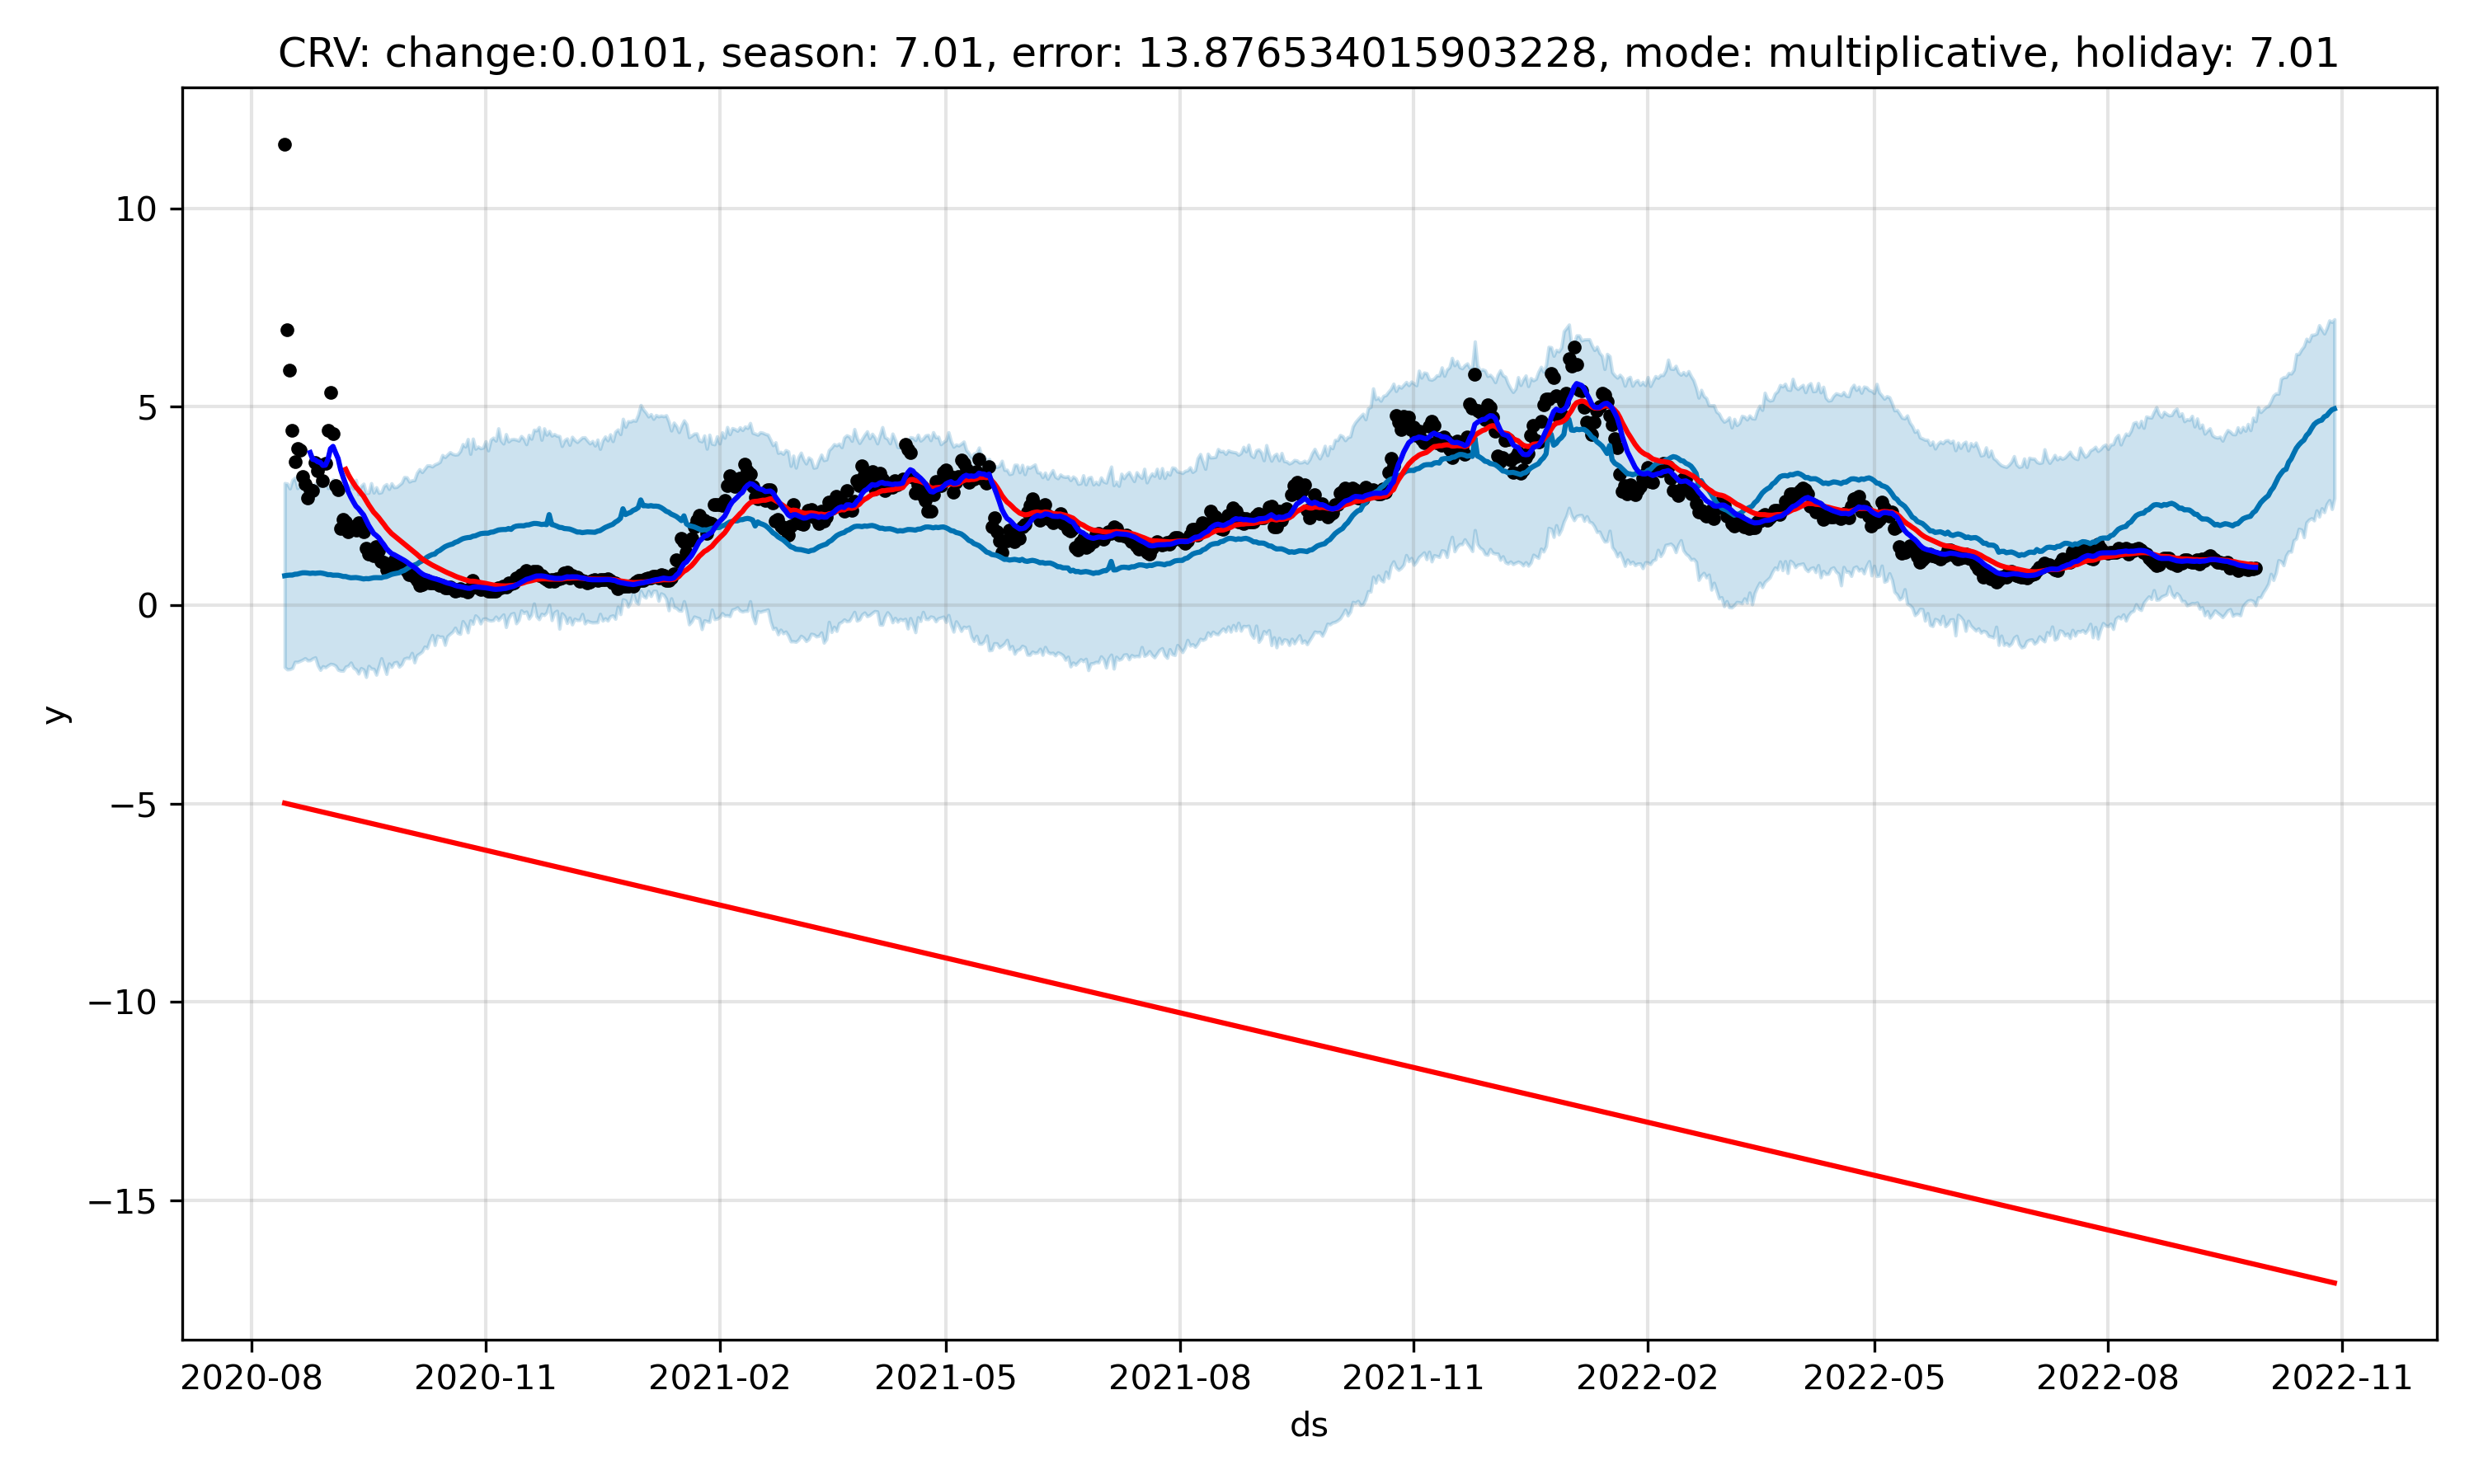 CRV: change:0.0101, season: 7.01, error: 13.876534015903228, mode: multiplicative, holiday: 7.01
10
5
0
−5
−10
−15
y
2020-08 2020-11 2021-02 2021-05 2021-08 2021-11 2022-02 2022-05 2022-08 2022-11
ds